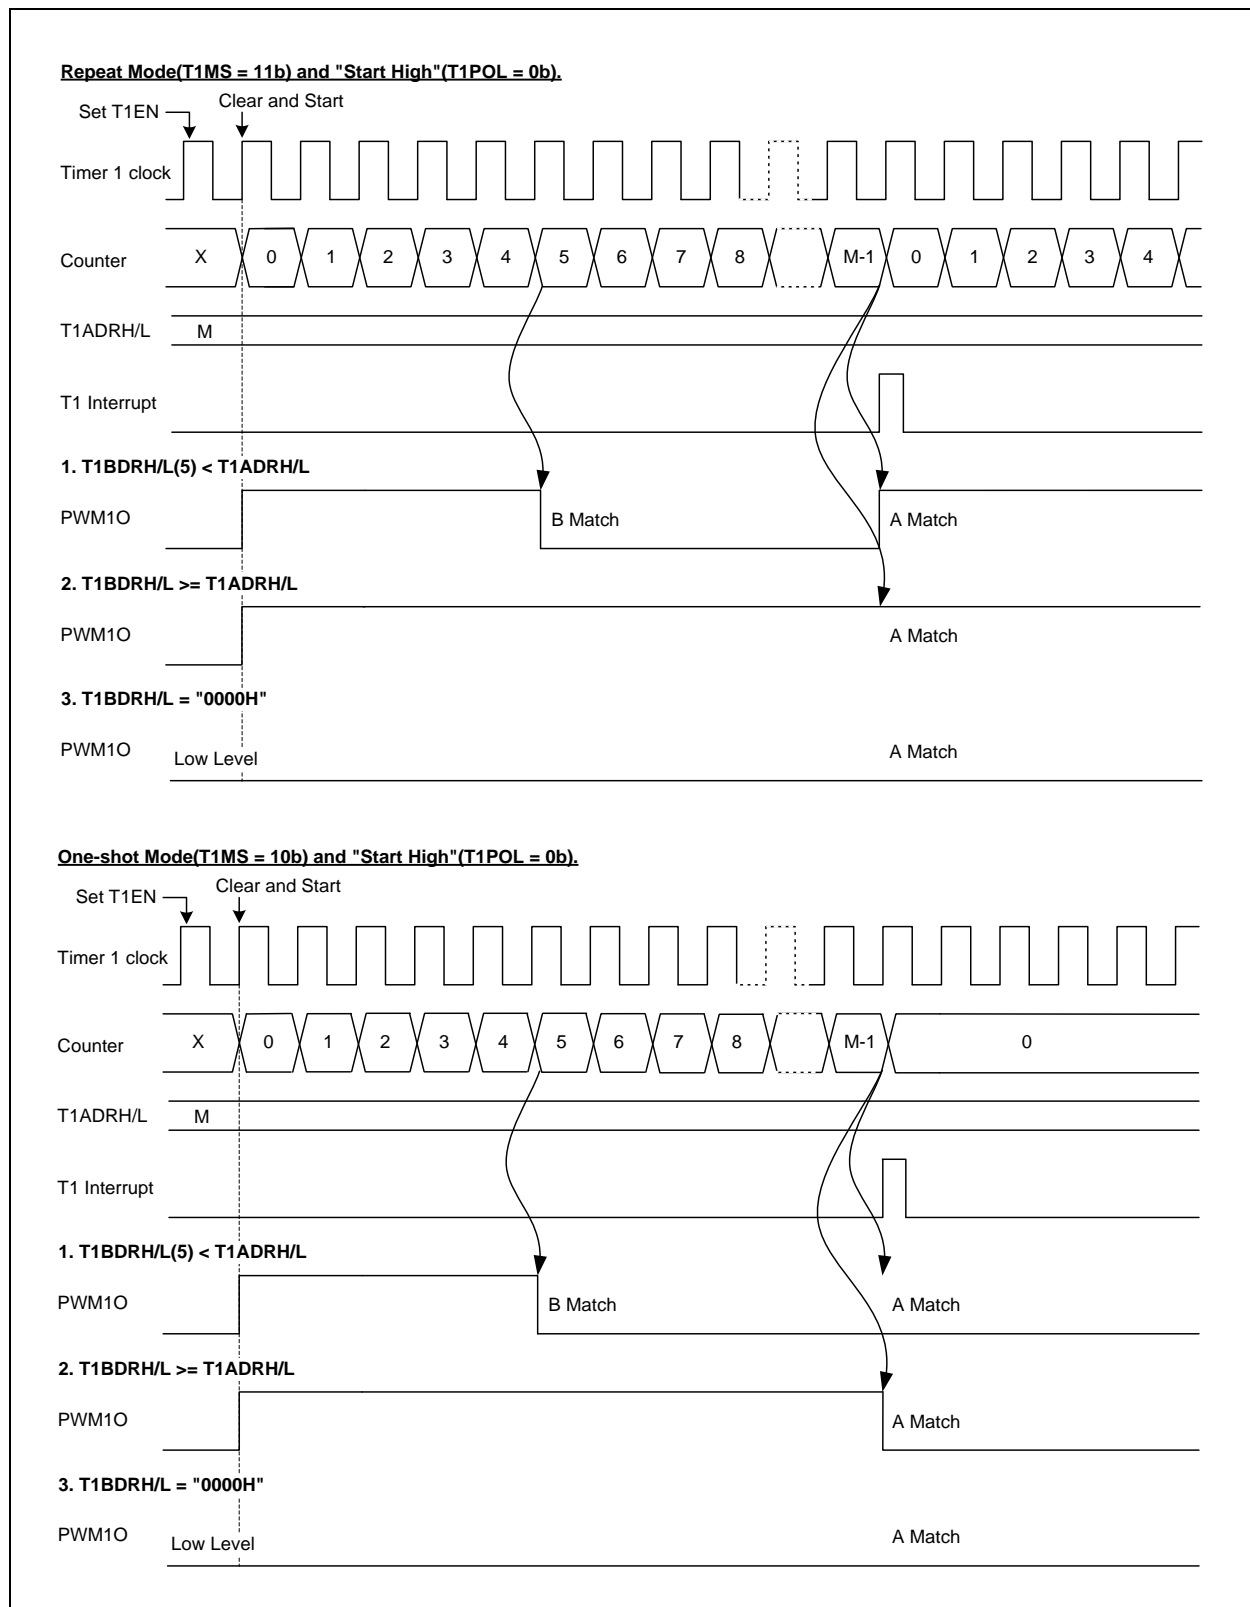 Repeat Mode(T1MS = 11b) and "Start High"(T1POL = 0b).
Set T1EN Clear and Start
Timer 1 clock
Counter X 0 1 2 3 4 5 6 7 8 M-1 0 1 2 3 4
T1ADRH/L M
T1 Interrupt
1. T1BDRH/L(5) < T1ADRH/L
PWM1O B Match A Match
2. T1BDRH/L >= T1ADRH/L
PWM1O A Match
3. T1BDRH/L = "0000H"
PWM1O Low Level A Match
One-shot Mode(T1MS = 10b) and "Start High"(T1POL = 0b).
Set T1EN Clear and Start
Timer 1 clock
Counter X 0 1 2 3 4 5 6 7 8 M-1 0
T1ADRH/L M
T1 Interrupt
1. T1BDRH/L(5) < T1ADRH/L
PWM1O B Match A Match
2. T1BDRH/L >= T1ADRH/L
PWM1O A Match
3. T1BDRH/L = "0000H"
PWM1O Low Level A Match